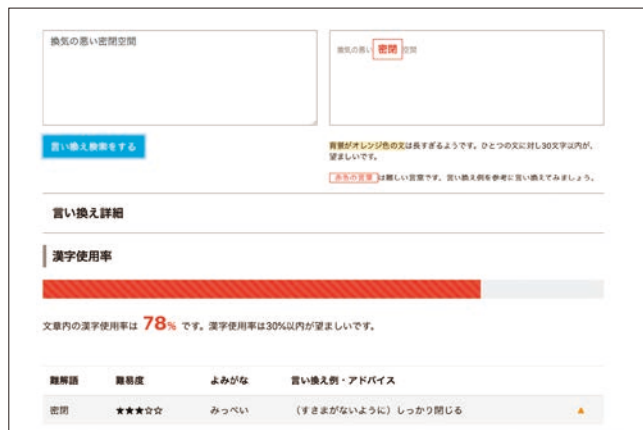 換気の悪い密閉空間
換気の悪い 密閉 空間
言い換え検索をする
背景がオレンジ色の文は長すぎるようです。ひとつの文に対し30文字以内が、
望ましいです。
赤色の言葉 は難しい言葉です。言い換え例を参考に言い換えてみましょう。
言い換え詳細
漢字使用率
文章内の漢字使用率は 78% です。漢字使用率は30%以内が望ましいです。
難解語 難易度 よみがな 言い換え例・アドバイス
密閉 ★★★☆☆ みっぺい （すきまがないように）しっかり閉じる ▲